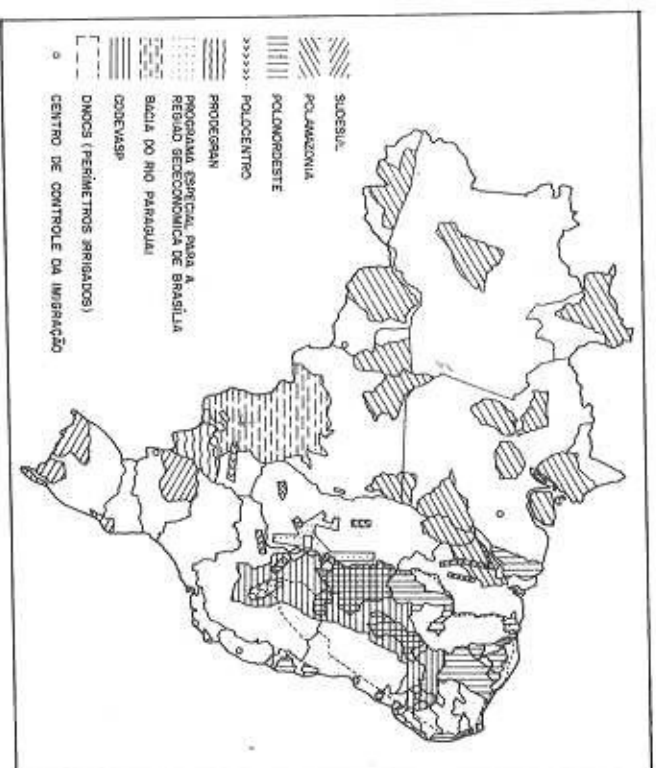 SUDESUL
POLAMAZÔNIA
POLONORDESTE
POLOCENTRO
PRODEGRAN
PROGRAMA ESPECIAL PARA A
REGIÃO GEOECONÔMICA DE BRASÍLIA
BACIA DO RIO PARAGUAI
CODEVASP
DNOCS (PERÍMETROS IRRIGADOS)
CENTRO DE CONTROLE DA IMIGRAÇÃO